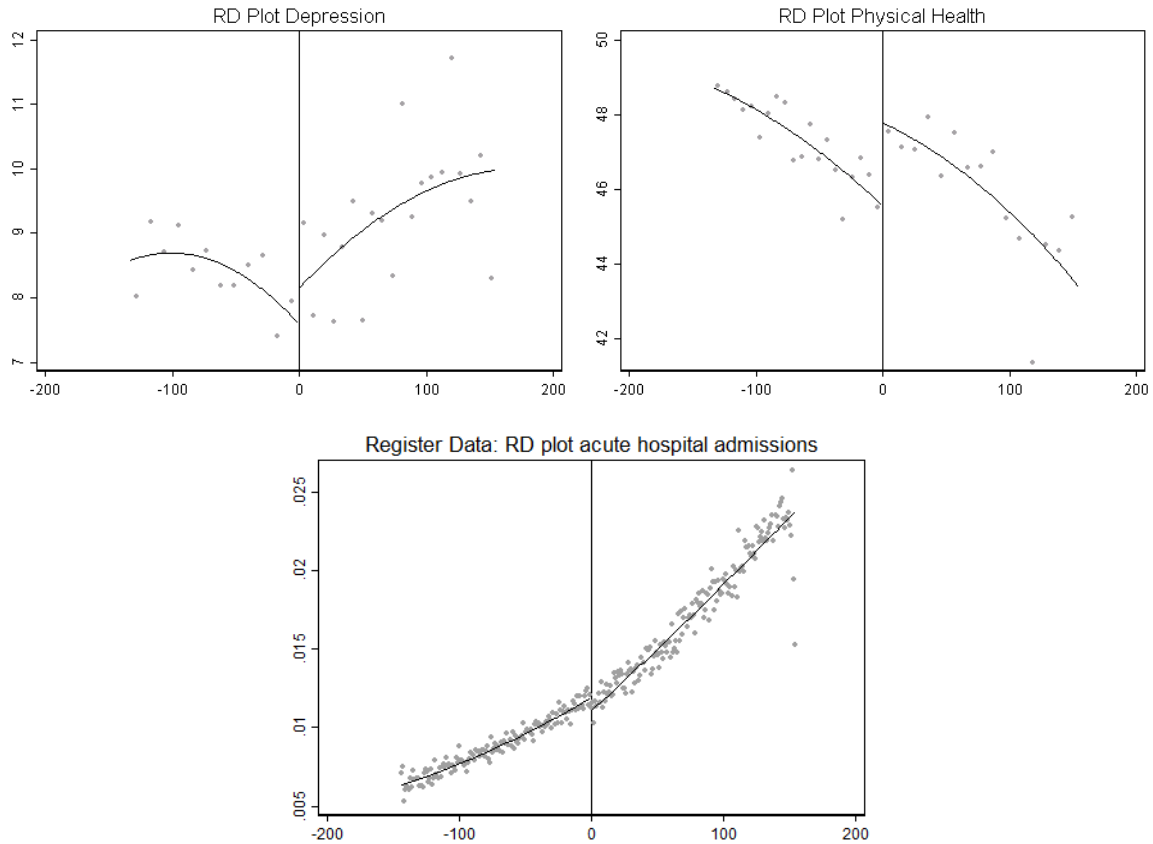 RD Plot Depression
12
11
10
9
8
7
-200 -100 0 100 200
RD Plot Physical Health
50
48
46
44
42
-200 -100 0 100 200
Register Data: RD plot acute hospital admissions
.025
.02
.015
.01
.005
-200 -100 0 100 200